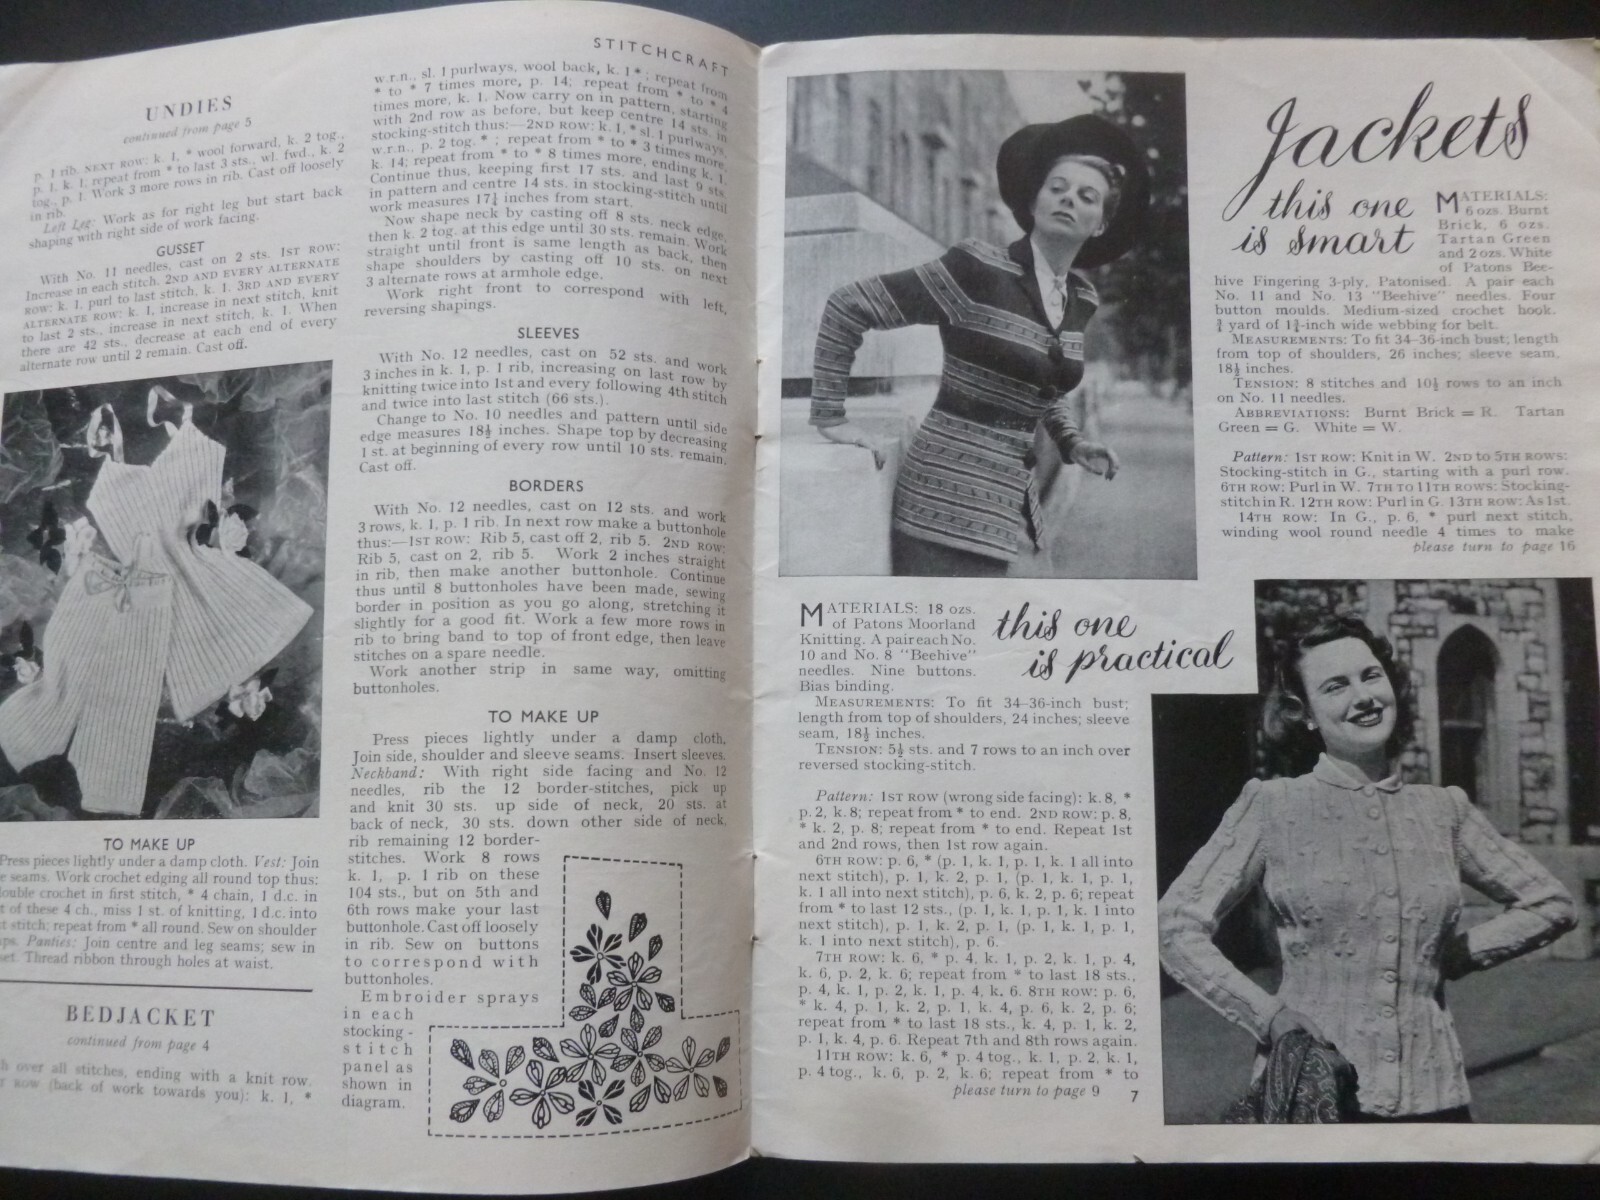 STITCHCRAFT
UNDIES
continued from page 5
p. 1 rib. NEXT ROW: k. 1, * wool forward, k. 2 tog.,
p. 1, k. 1, repeat from * to last 3 sts., wl. fwd., k. 2
tog., p. 1. Work 3 more rows in rib. Cast off loosely
in rib.
Left Leg: Work as for right leg but start back
shaping with right side of work facing.
GUSSET
With No. 11 needles, cast on 2 sts. 1ST ROW:
Increase in each stitch. 2ND AND EVERY ALTERNATE
ROW: k. 1, purl to last stitch, k. 1. 3RD AND EVERY
ALTERNATE ROW: k. 1, increase in next stitch, knit
to last 2 sts., increase in next stitch, k. 1. When
there are 42 sts., decrease at each end of every
alternate row until 2 remain. Cast off.
TO MAKE UP
Press pieces lightly under a damp cloth. Vest: Join
seams. Work crochet edging all round top thus:
double crochet in first stitch, * 4 chain, 1 d.c. in
of these 4 ch., miss 1 st. of knitting, 1 d.c. into
stitch; repeat from * all round. Sew on shoulder
Panties: Join centre and leg seams; sew in
Thread ribbon through holes at waist.
BEDJACKET
continued from page 4
over all stitches, ending with a knit row.
ROW (back of work towards you): k. 1, *
w.r.n., sl. 1 purlways, wool back, k. 1 * ; repeat from
* to * 7 times more, p. 14; repeat from * to * 4
times more, k. 1. Now carry on in pattern, starting
with 2nd row as before, but keep centre 14 sts. in
stocking-stitch thus:—2ND ROW: k. 1, * sl. 1 purlways,
w.r.n., p. 2 tog. * ; repeat from * to * 3 times more,
k. 14; repeat from * to * 8 times more, ending k. 1.
Continue thus, keeping first 17 sts. and last 9 sts.
in pattern and centre 14 sts. in stocking-stitch until
work measures 17¼ inches from start.
Now shape neck by casting off 8 sts. neck edge,
then k. 2 tog. at this edge until 30 sts. remain. Work
straight until front is same length as back, then
shape shoulders by casting off 10 sts. on next
3 alternate rows at armhole edge.
Work right front to correspond with left,
reversing shapings.
SLEEVES
With No. 12 needles, cast on 52 sts. and work
3 inches in k. 1, p. 1 rib, increasing on last row by
knitting twice into 1st and every following 4th stitch
and twice into last stitch (66 sts.).
Change to No. 10 needles and pattern until side
edge measures 18½ inches. Shape top by decreasing
1 st. at beginning of every row until 10 sts. remain.
Cast off.
BORDERS
With No. 12 needles, cast on 12 sts. and work
3 rows, k. 1, p. 1 rib. In next row make a buttonhole
thus:—1ST ROW: Rib 5, cast off 2, rib 5. 2ND ROW:
Rib 5, cast on 2, rib 5. Work 2 inches straight
in rib, then make another buttonhole. Continue
thus until 8 buttonholes have been made, sewing
border in position as you go along, stretching it
slightly for a good fit. Work a few more rows in
rib to bring band to top of front edge, then leave
stitches on a spare needle.
Work another strip in same way, omitting
buttonholes.
TO MAKE UP
Press pieces lightly under a damp cloth.
Join side, shoulder and sleeve seams. Insert sleeves.
Neckband: With right side facing and No. 12
needles, rib the 12 border-stitches, pick up
and knit 30 sts. up side of neck, 20 sts. at
back of neck, 30 sts. down other side of neck,
rib remaining 12 border-
stitches. Work 8 rows
k. 1, p. 1 rib on these
104 sts., but on 5th and
6th rows make your last
buttonhole. Cast off loosely
in rib. Sew on buttons
to correspond with
buttonholes.
Embroider sprays
in each
stocking-
stitch
panel as
shown in
diagram.
Jackets
this one
is smart
MATERIALS:
6 ozs. Burnt
Brick, 6 ozs.
Tartan Green
and 2 ozs. White
of Patons Bee-
hive Fingering 3-ply, Patonised. A pair each
No. 11 and No. 13 "Beehive" needles. Four
button moulds. Medium-sized crochet hook.
¾ yard of 1¾-inch wide webbing for belt.
MEASUREMENTS: To fit 34-36-inch bust; length
from top of shoulders, 26 inches; sleeve seam,
18½ inches.
TENSION: 8 stitches and 10½ rows to an inch
on No. 11 needles.
ABBREVIATIONS: Burnt Brick = R. Tartan
Green = G. White = W.
Pattern: 1ST ROW: Knit in W. 2ND TO 5TH ROWS:
Stocking-stitch in G., starting with a purl row.
6TH ROW: Purl in W. 7TH TO 11TH ROWS: Stocking-
stitch in R. 12TH ROW: Purl in G. 13TH ROW: As 1st.
14TH ROW: In G., p. 6, * purl next stitch,
winding wool round needle 4 times to make
please turn to page 16
this one
is practical
MATERIALS: 18 ozs.
of Patons Moorland
Knitting. A pair each No.
10 and No. 8 "Beehive"
needles. Nine buttons.
Bias binding.
MEASUREMENTS: To fit 34-36-inch bust;
length from top of shoulders, 24 inches; sleeve
seam, 18½ inches.
TENSION: 5½ sts. and 7 rows to an inch over
reversed stocking-stitch.
Pattern: 1ST ROW (wrong side facing): k. 8, *
p. 2, k. 8; repeat from * to end. 2ND ROW: p. 8,
* k. 2, p. 8; repeat from * to end. Repeat 1st
and 2nd rows, then 1st row again.
6TH ROW: p. 6, * (p. 1, k. 1, p. 1, k. 1 all into
next stitch), p. 1, k. 2, p. 1, (p. 1, k. 1, p. 1,
k. 1 all into next stitch), p. 6, k. 2, p. 6; repeat
from * to last 12 sts., (p. 1, k. 1, p. 1, k. 1 into
next stitch), p. 1, k. 2, p. 1, (p. 1, k. 1, p. 1,
k. 1 into next stitch), p. 6.
7TH ROW: k. 6, * p. 4, k. 1, p. 2, k. 1, p. 4,
k. 6, p. 2, k. 6; repeat from * to last 18 sts.,
p. 4, k. 1, p. 2, k. 1, p. 4, k. 6. 8TH ROW: p. 6,
* k. 4, p. 1, k. 2, p. 1, k. 4, p. 6, k. 2, p. 6;
repeat from * to last 18 sts., k. 4, p. 1, k. 2,
p. 1, k. 4, p. 6. Repeat 7th and 8th rows again.
11TH ROW: k. 6, * p. 4 tog., k. 1, p. 2, k. 1,
p. 4 tog., k. 6, p. 2, k. 6; repeat from * to
please turn to page 9
7